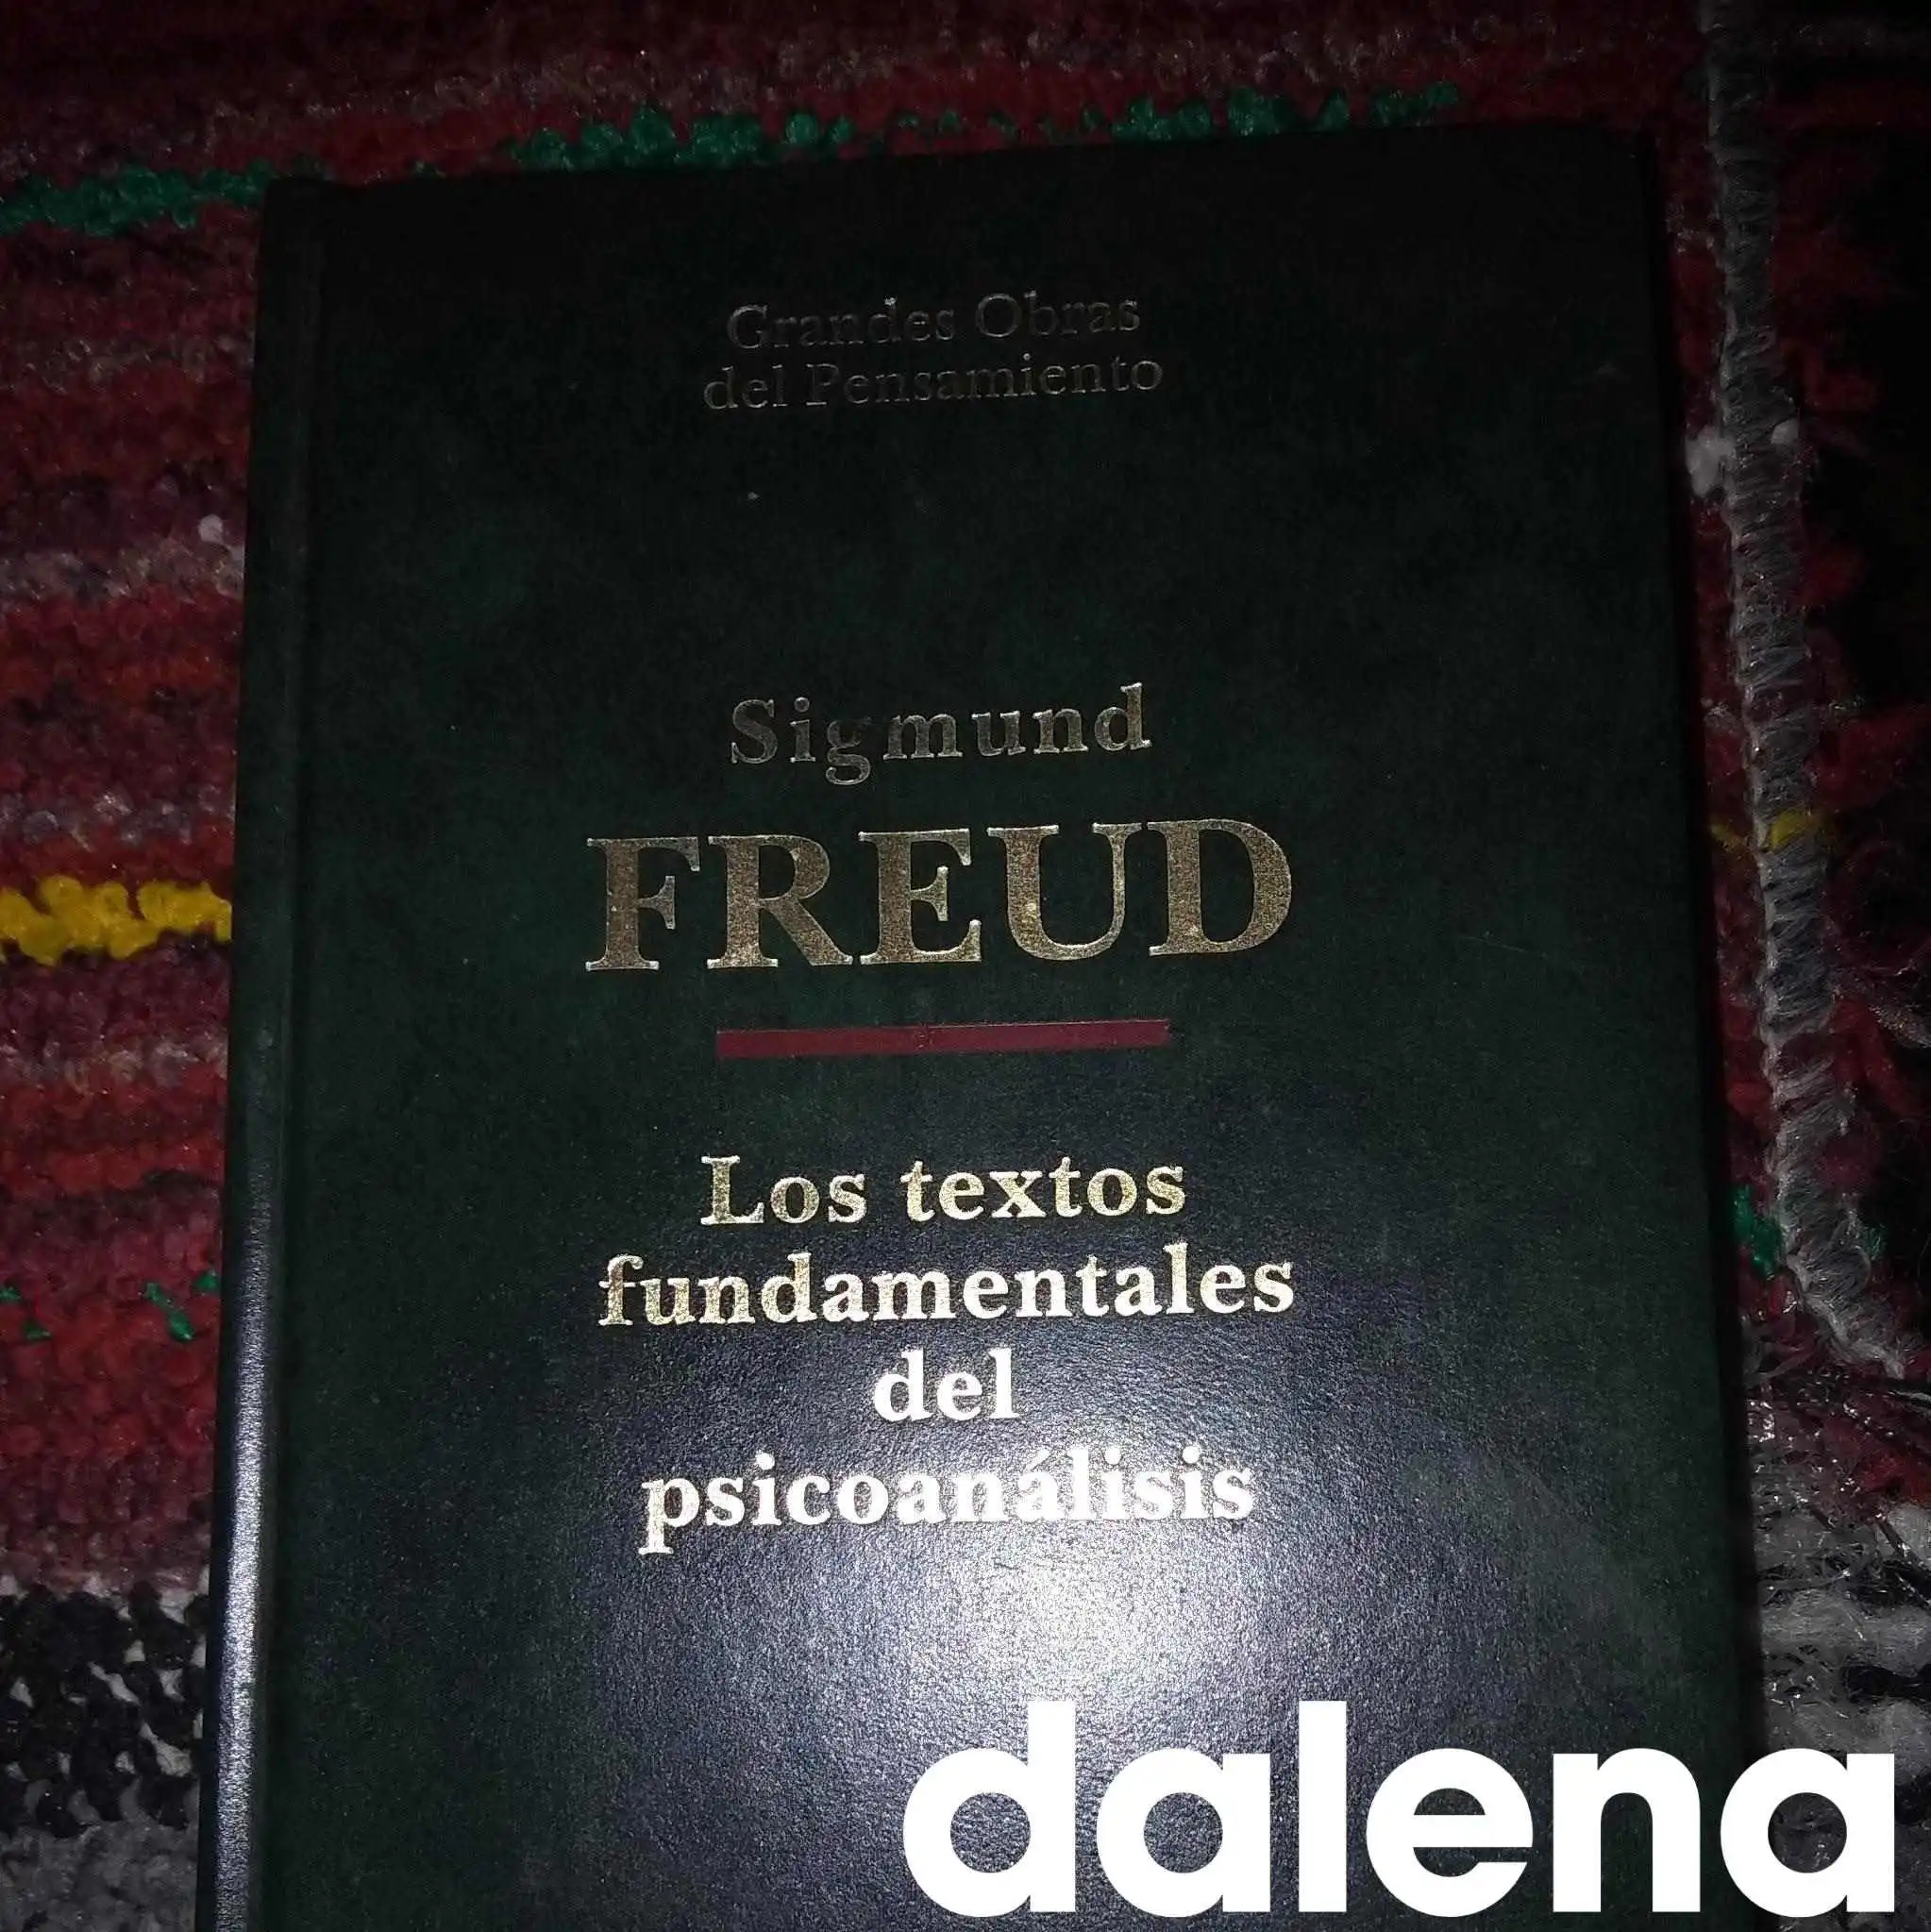 Grandes Obras
del Pensamiento
Sigmund
FREUD
Los textos
fundamentales
del
psicoanálisis
dalena